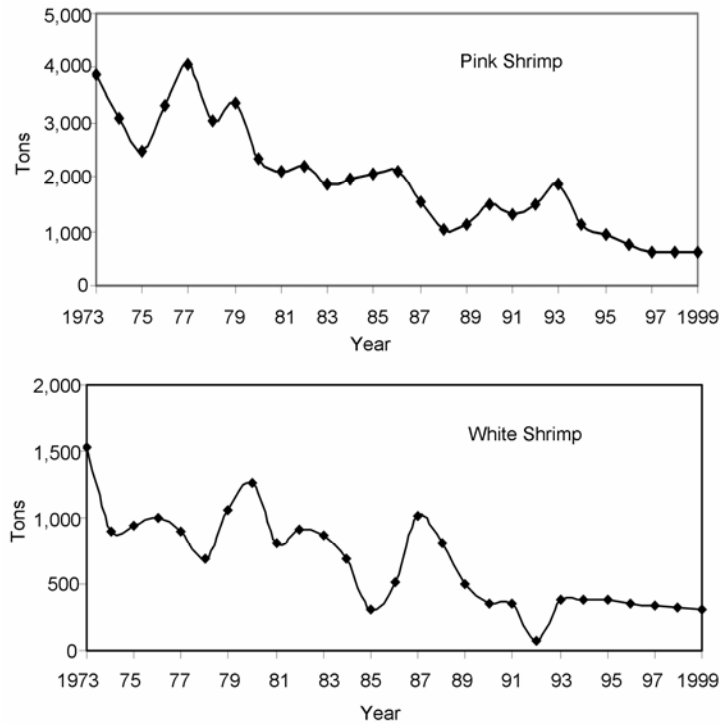 5,000
Pink Shrimp
4,000
3,000
Tons
2,000
1,000
0
1973 75 77 79 81 83 85 87 89 91 93 95 97 1999
Year
2,000
White Shrimp
1,500
Tons
1,000
500
0
1973 75 77 79 81 83 85 87 89 91 93 95 97 1999
Year